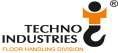 TECHNO
INDUSTRIES
FLOOR HANDLING DIVISION